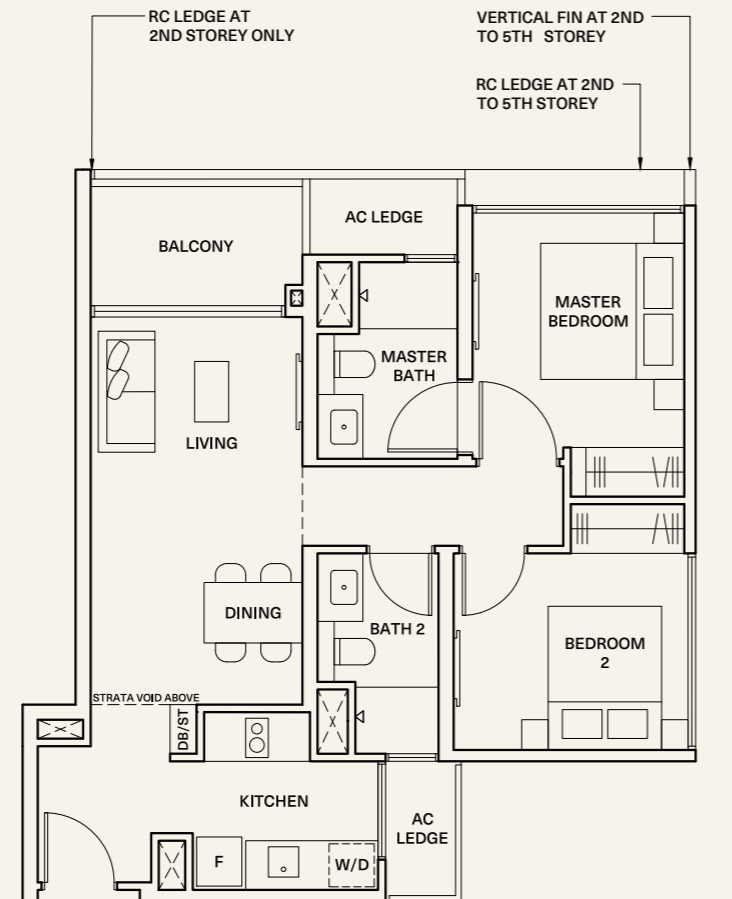 RC LEDGE AT
2ND STOREY ONLY
VERTICAL FIN AT 2ND
TO 5TH STOREY
RC LEDGE AT 2ND
TO 5TH STOREY
AC LEDGE
BALCONY
MASTER
BEDROOM
MASTER
BATH
LIVING
DINING
BATH 2
BEDROOM
2
STRATA VOID ABOVE
DB/ST
KITCHEN
AC
LEDGE
F
W/D